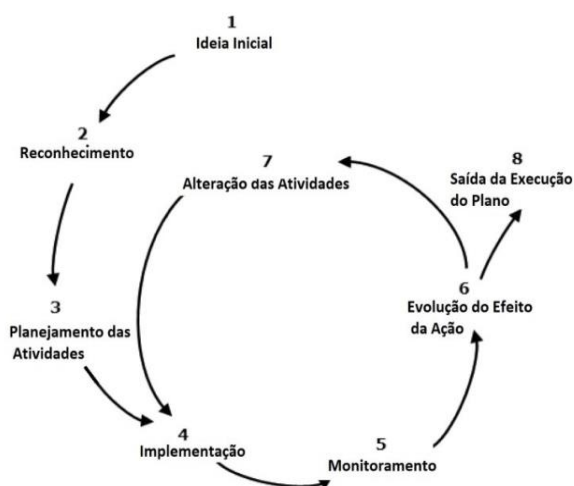 1
Ideia Inicial
2
Reconhecimento
3
Planejamento das
Atividades
4
Implementação
5
Monitoramento
6
Evolução do Efeito
da Ação
7
Alteração das Atividades
8
Saída da Execução
do Plano